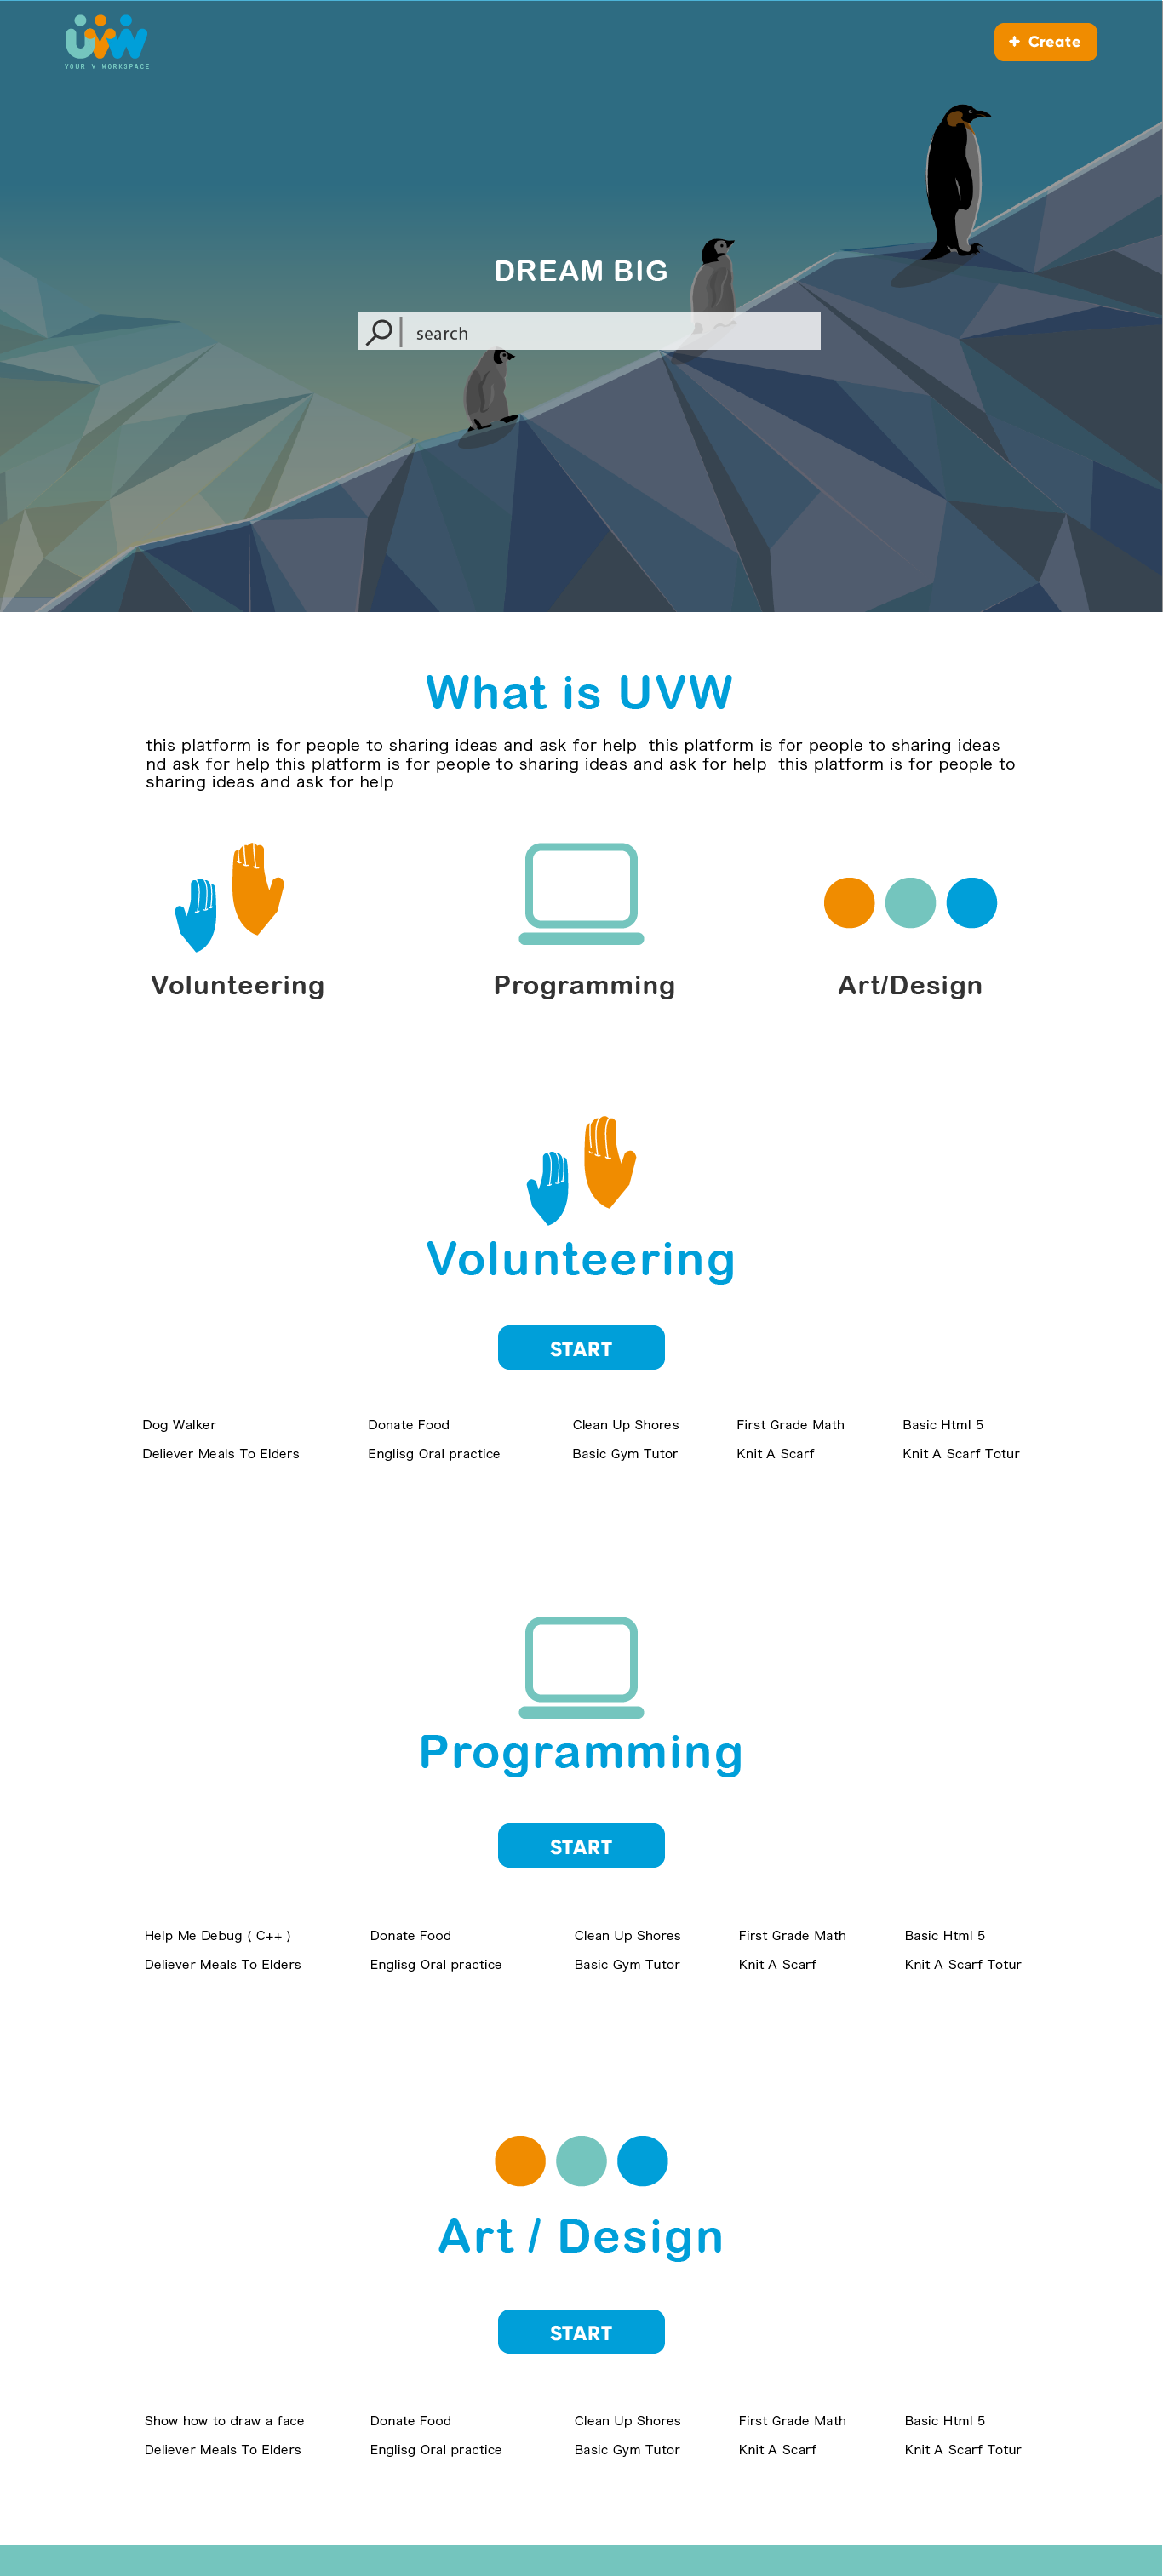 UVW
YOUR V WORKSPACE
+ Create
DREAM BIG
search
What is UVW
this platform is for people to sharing ideas and ask for help  this platform is for people to sharing ideas
nd ask for help this platform is for people to sharing ideas and ask for help  this platform is for people to
sharing ideas and ask for help
Volunteering
Programming
Art/Design
Volunteering
START
Dog Walker
Donate Food
Clean Up Shores
First Grade Math
Basic Html 5
Deliever Meals To Elders
Englisg Oral practice
Basic Gym Tutor
Knit A Scarf
Knit A Scarf Totur
Programming
START
Help Me Debug ( C++ )
Donate Food
Clean Up Shores
First Grade Math
Basic Html 5
Deliever Meals To Elders
Englisg Oral practice
Basic Gym Tutor
Knit A Scarf
Knit A Scarf Totur
Art / Design
START
Show how to draw a face
Donate Food
Clean Up Shores
First Grade Math
Basic Html 5
Deliever Meals To Elders
Englisg Oral practice
Basic Gym Tutor
Knit A Scarf
Knit A Scarf Totur